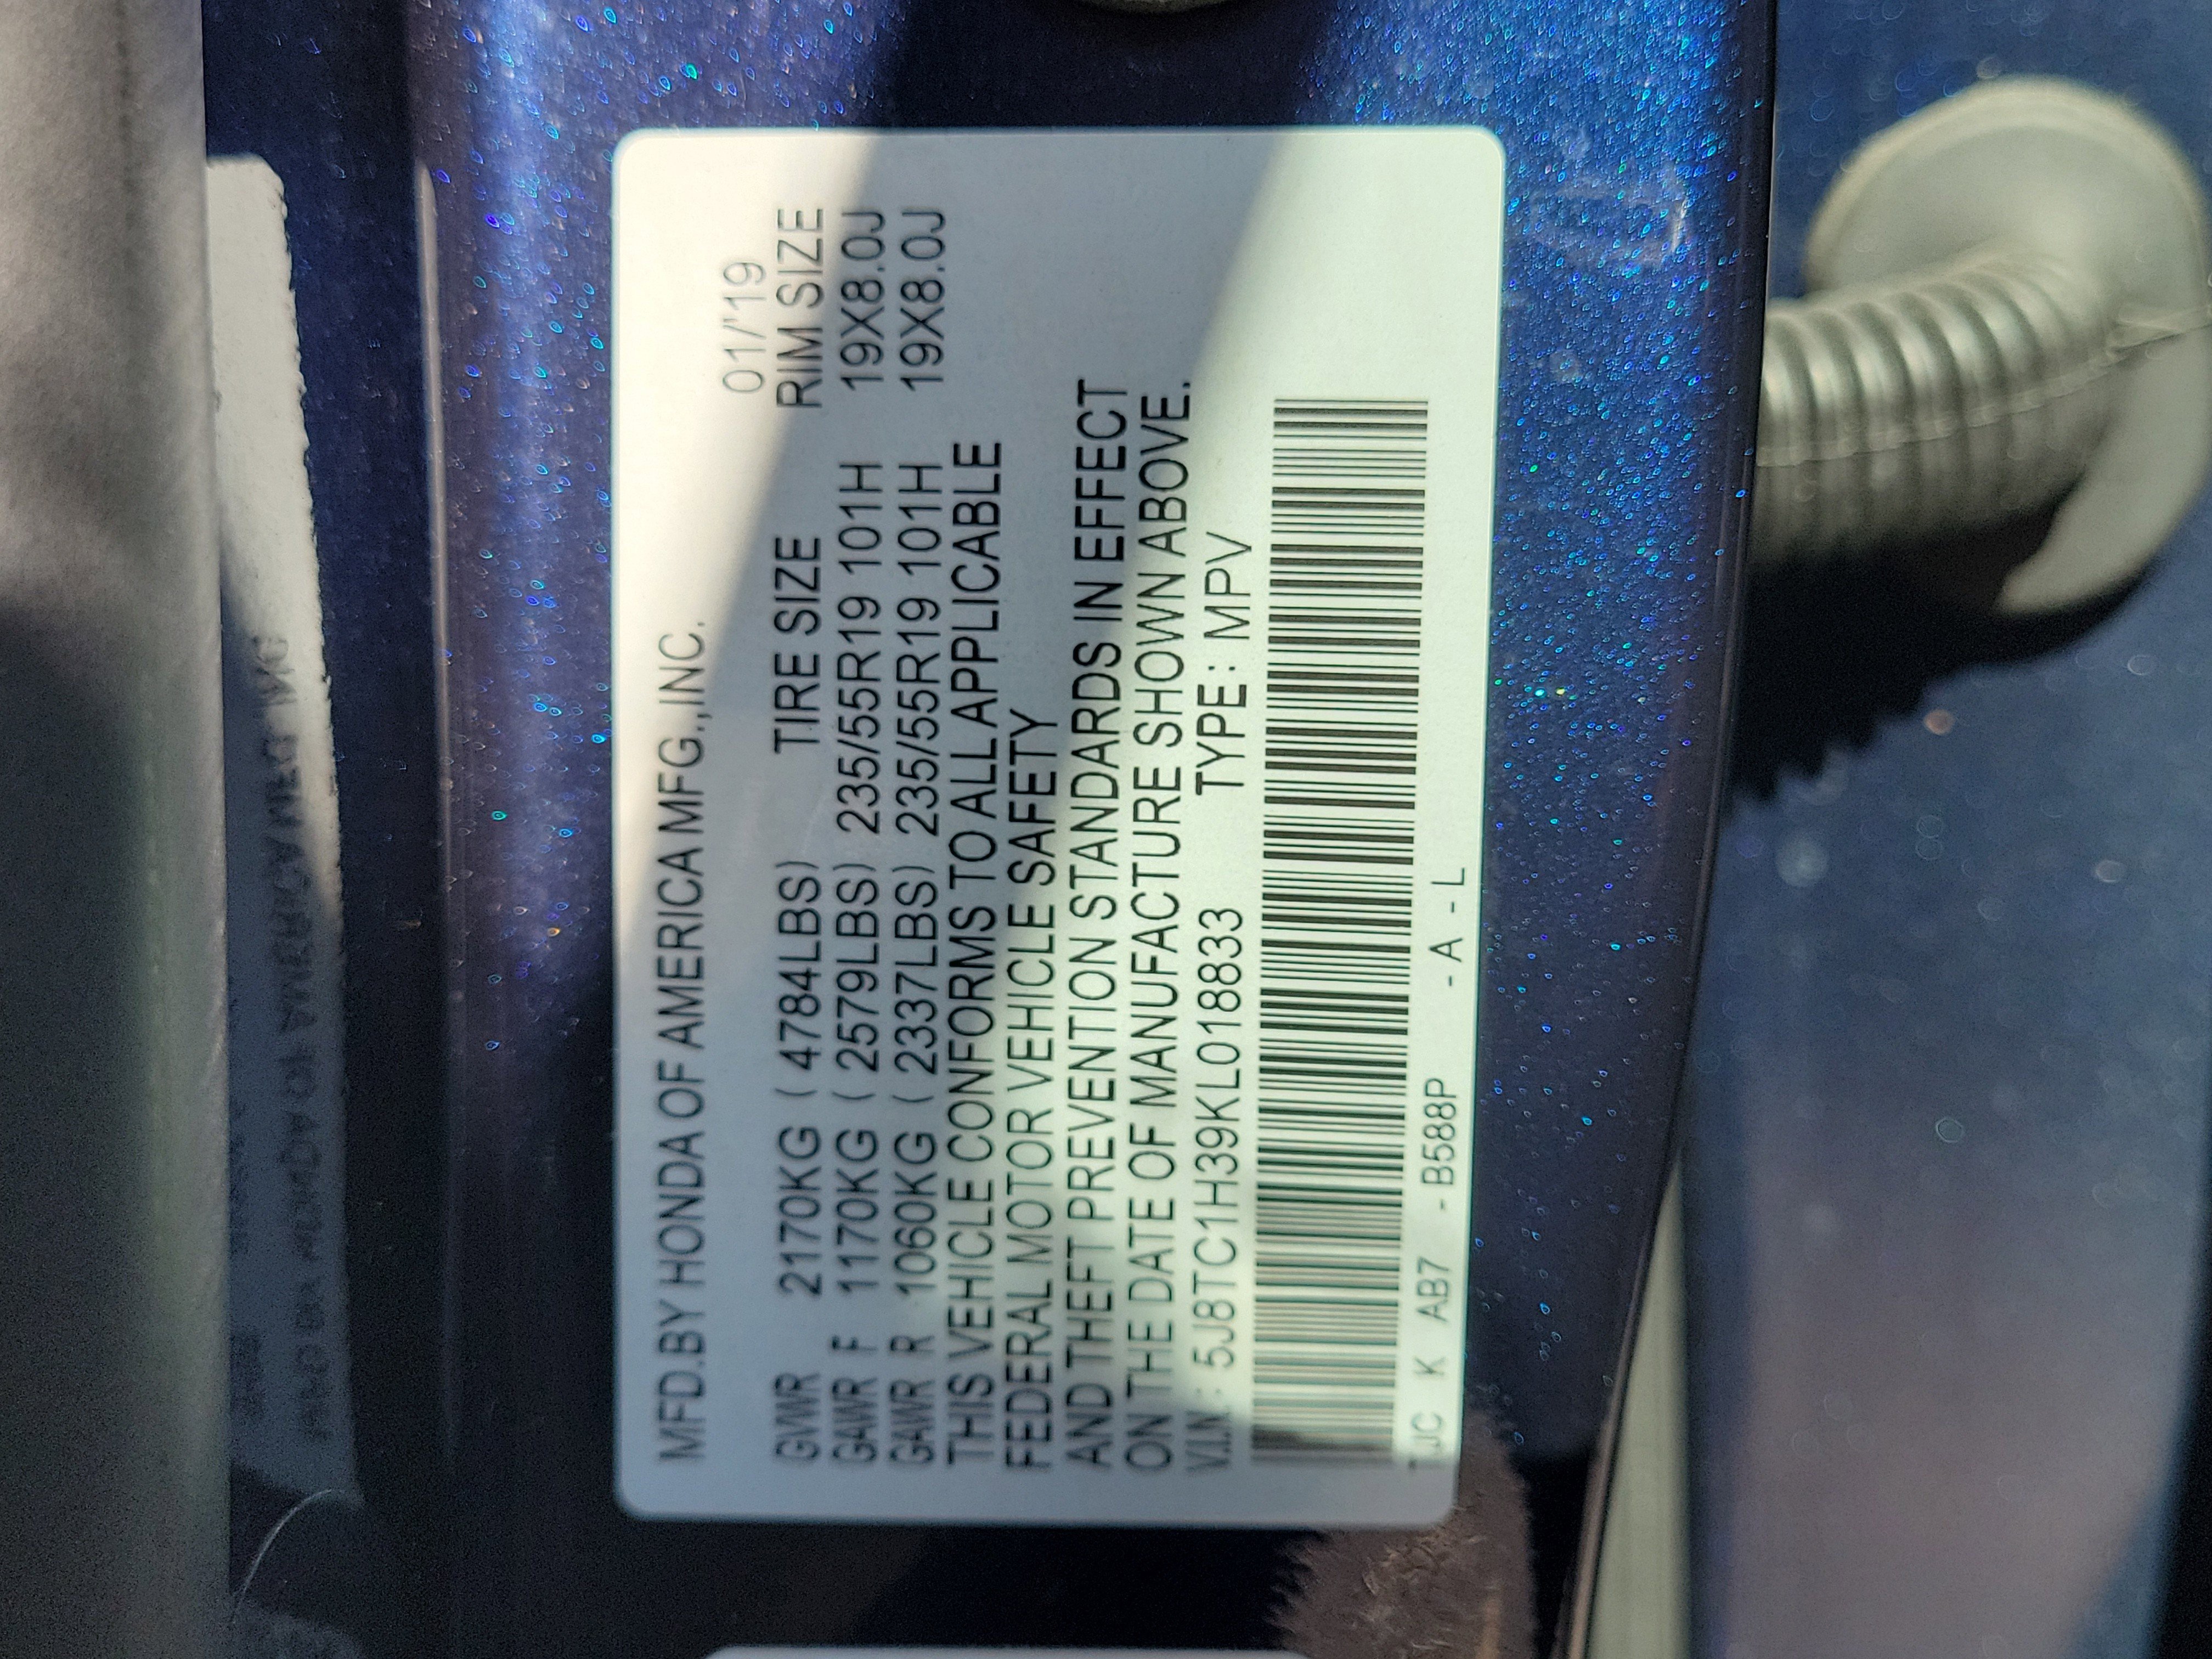 MFD.BY HONDA OF AMERICA MFG.,INC.
01/'19
TIRE SIZE RIM SIZE
GVWR 2170KG ( 4784LBS)
GAWR F 1170KG ( 2579LBS) 235/55R19 101H 19X8.0J
GAWR R 1060KG ( 2337LBS) 235/55R19 101H 19X8.0J
THIS VEHICLE CONFORMS TO ALL APPLICABLE
FEDERAL MOTOR VEHICLE SAFETY
AND THEFT PREVENTION STANDARDS IN EFFECT
ON THE DATE OF MANUFACTURE SHOWN ABOVE.
V.I.N.: 5J8TC1H39KL018833 TYPE: MPV
TJC K AB7 -B588P -A-L